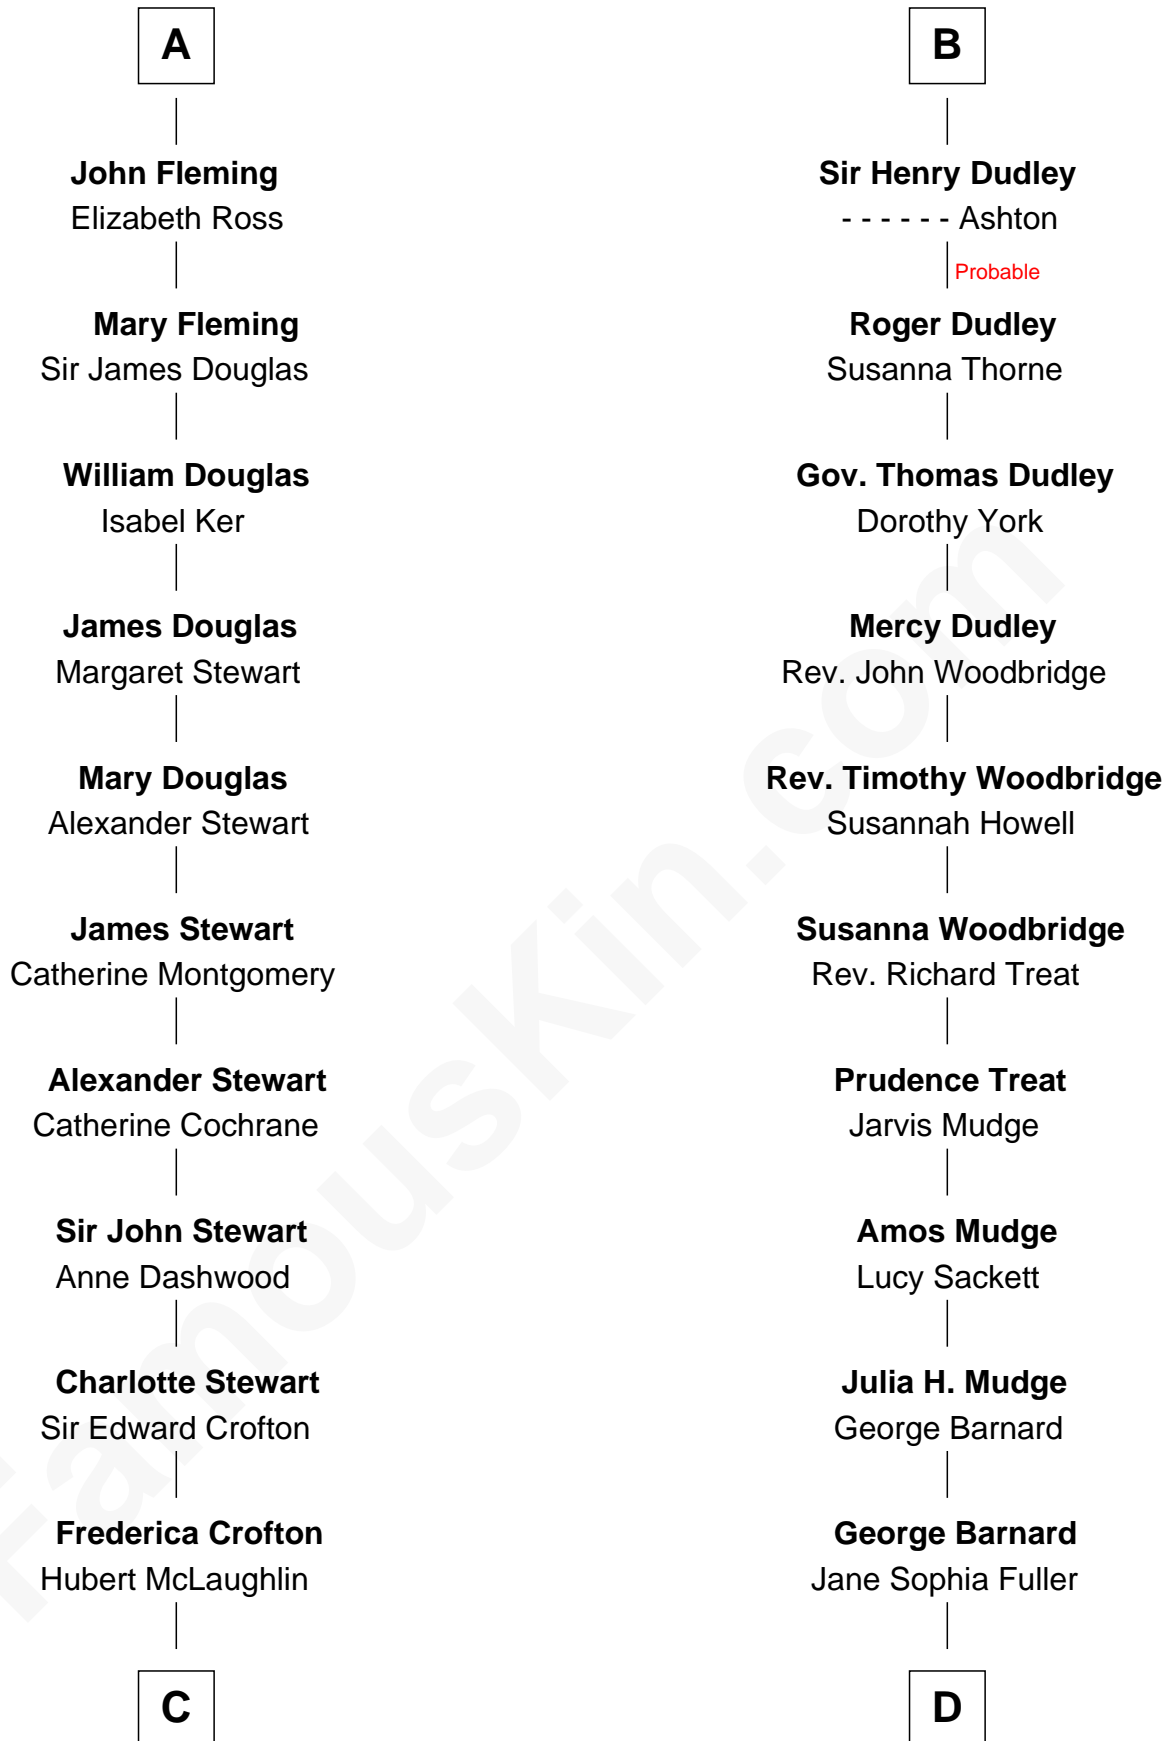 A
John Fleming
Elizabeth Ross
Mary Fleming
Sir James Douglas
William Douglas
Isabel Ker
James Douglas
Margaret Stewart
Mary Douglas
Alexander Stewart
James Stewart
Catherine Montgomery
Alexander Stewart
Catherine Cochrane
Sir John Stewart
Anne Dashwood
Charlotte Stewart
Sir Edward Crofton
Frederica Crofton
Hubert McLaughlin
C
B
Sir Henry Dudley
- - - - - - Ashton
Probable
Roger Dudley
Susanna Thorne
Gov. Thomas Dudley
Dorothy York
Mercy Dudley
Rev. John Woodbridge
Rev. Timothy Woodbridge
Susannah Howell
Susanna Woodbridge
Rev. Richard Treat
Prudence Treat
Jarvis Mudge
Amos Mudge
Lucy Sackett
Julia H. Mudge
George Barnard
George Barnard
Jane Sophia Fuller
D
FamousKin.com